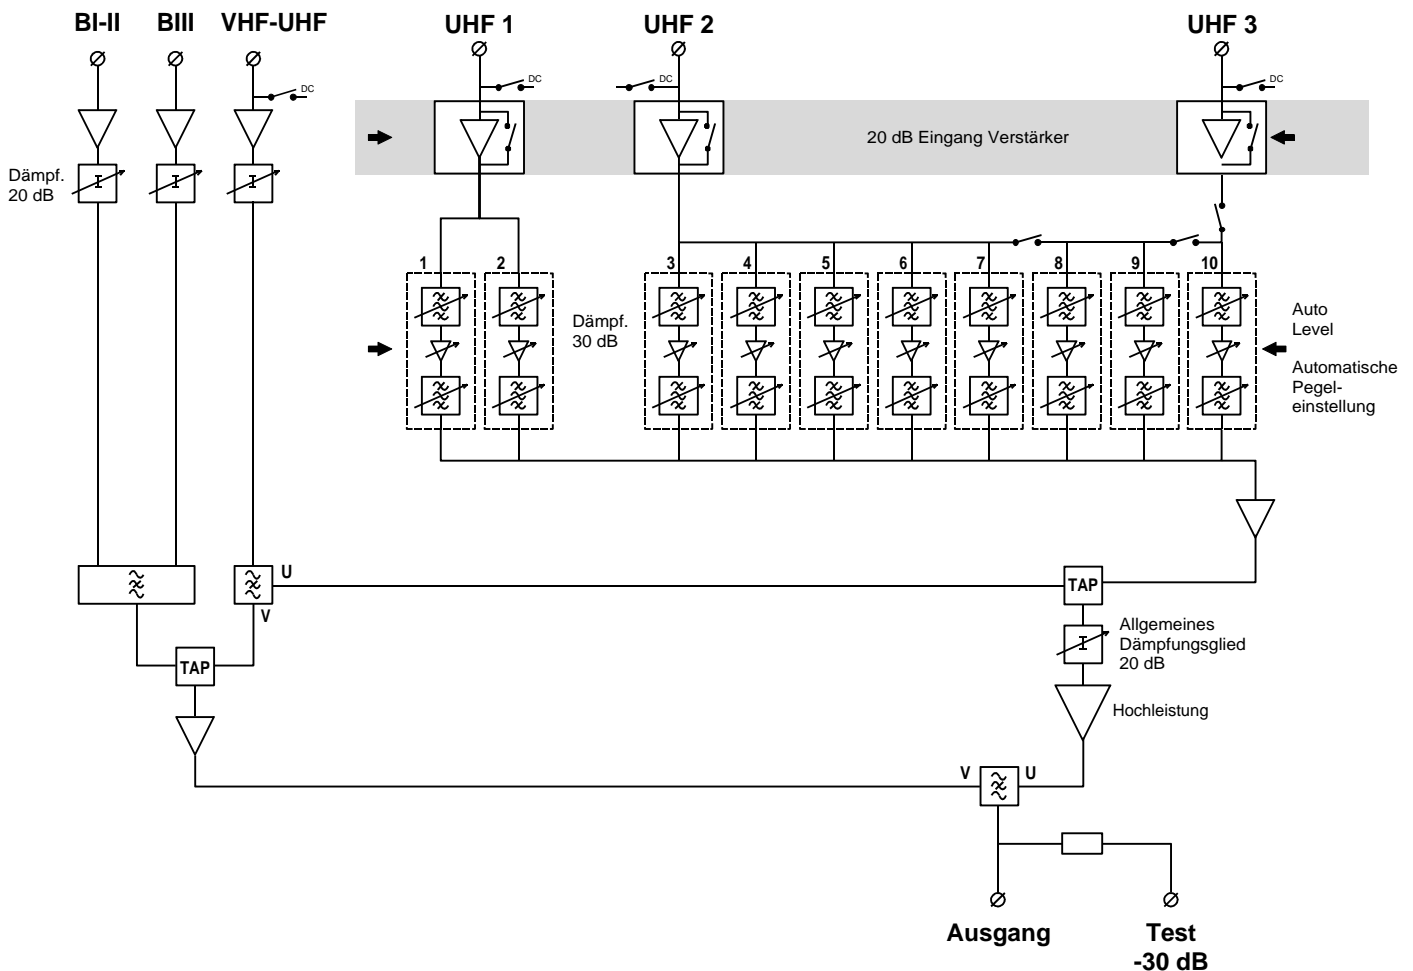 BI-II BIII VHF-UHF UHF 1 UHF 2 UHF 3
DC DC DC DC
20 dB Eingang Verstärker
Dämpf.
20 dB
1 2 3 4 5 6 7 8 9 10
Dämpf.
30 dB
Auto
Level
Automatische
Pegel-
einstellung
U
V
TAP
TAP
Allgemeines
Dämpfungsglied
20 dB
Hochleistung
V U
Ausgang
Test
-30 dB